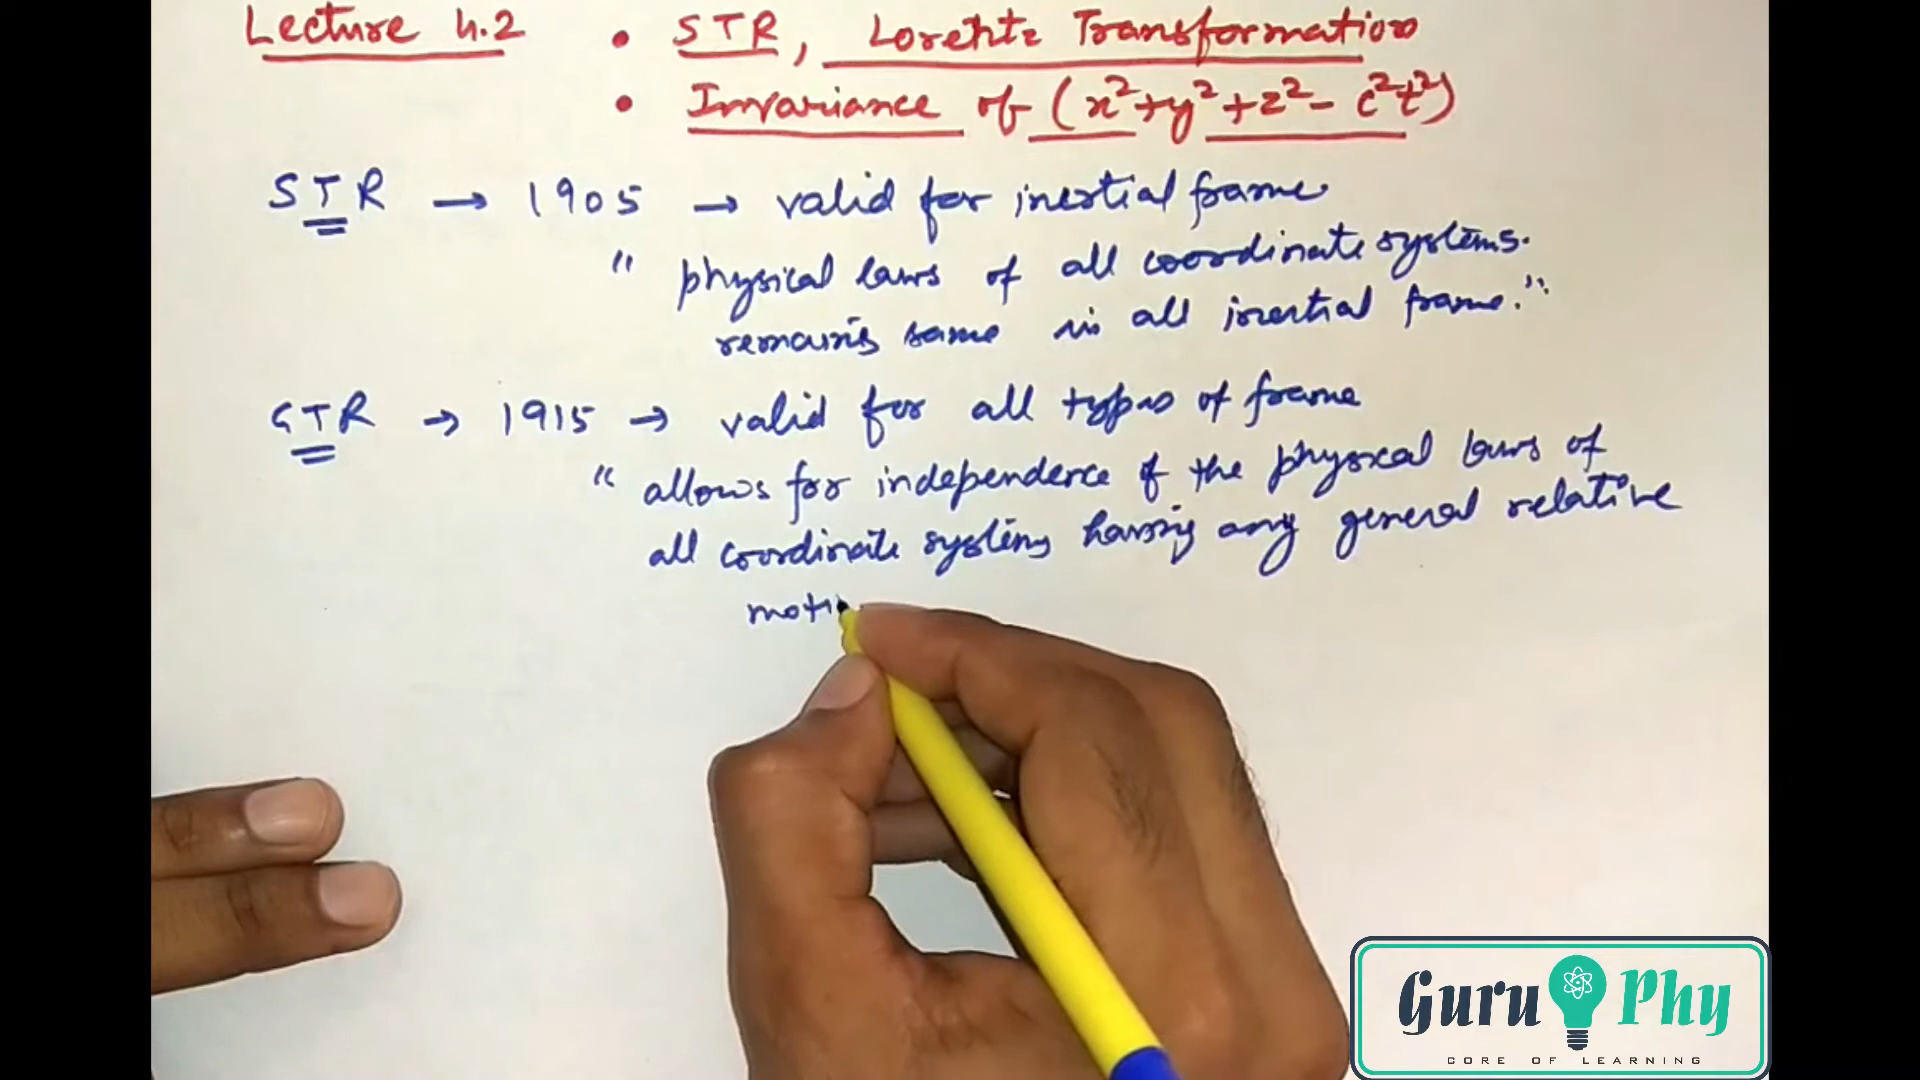 Lecture 4.2 • STR, Lorentz Transformation
• Invariance of (x²+y²+z²-c²t²)
STR → 1905 → valid for inertial frame
" physical laws of all coordinate systems.
remains same in all inertial frame."
GTR → 1915 → valid for all types of frame
" allows for independence of the physical laws of
all coordinate systems having any general relative
moti
Guru Phy
CORE OF LEARNING